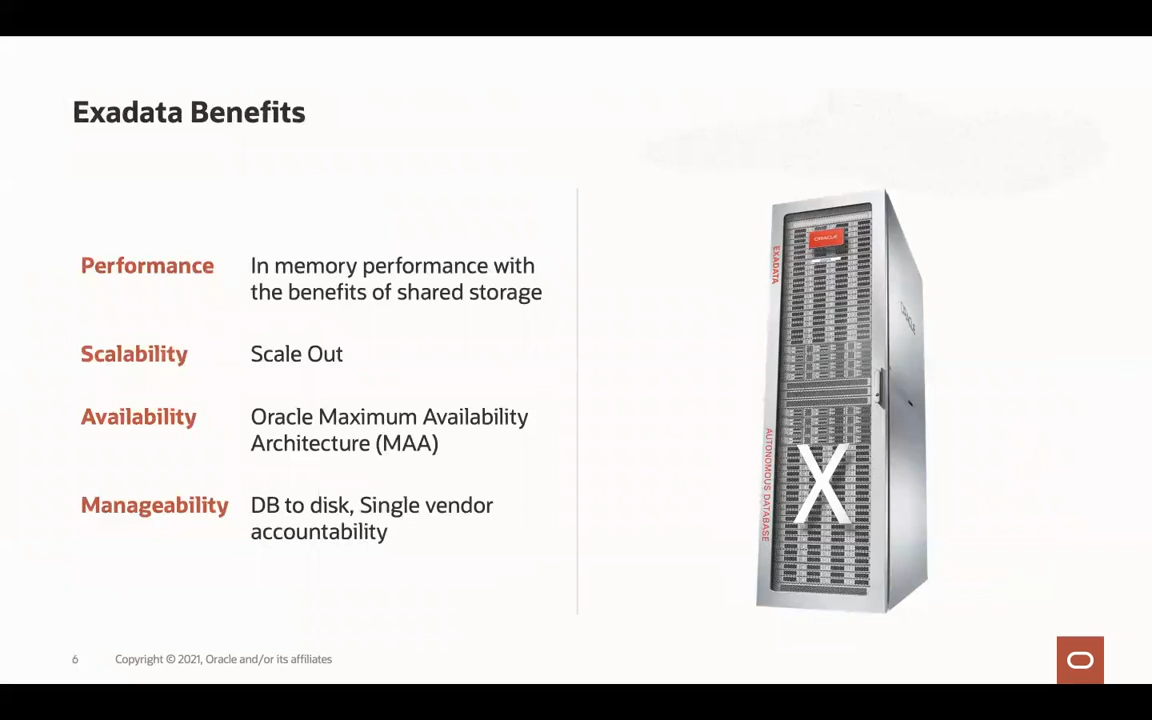 Exadata Benefits
Performance
In memory performance with
the benefits of shared storage
Scalability
Scale Out
Availability
Oracle Maximum Availability
Architecture (MAA)
Manageability
DB to disk, Single vendor
accountability
ORACLE
EXADATA
ORACLE
AUTONOMOUS DATABASE
X
6
Copyright © 2021, Oracle and/or its affiliates